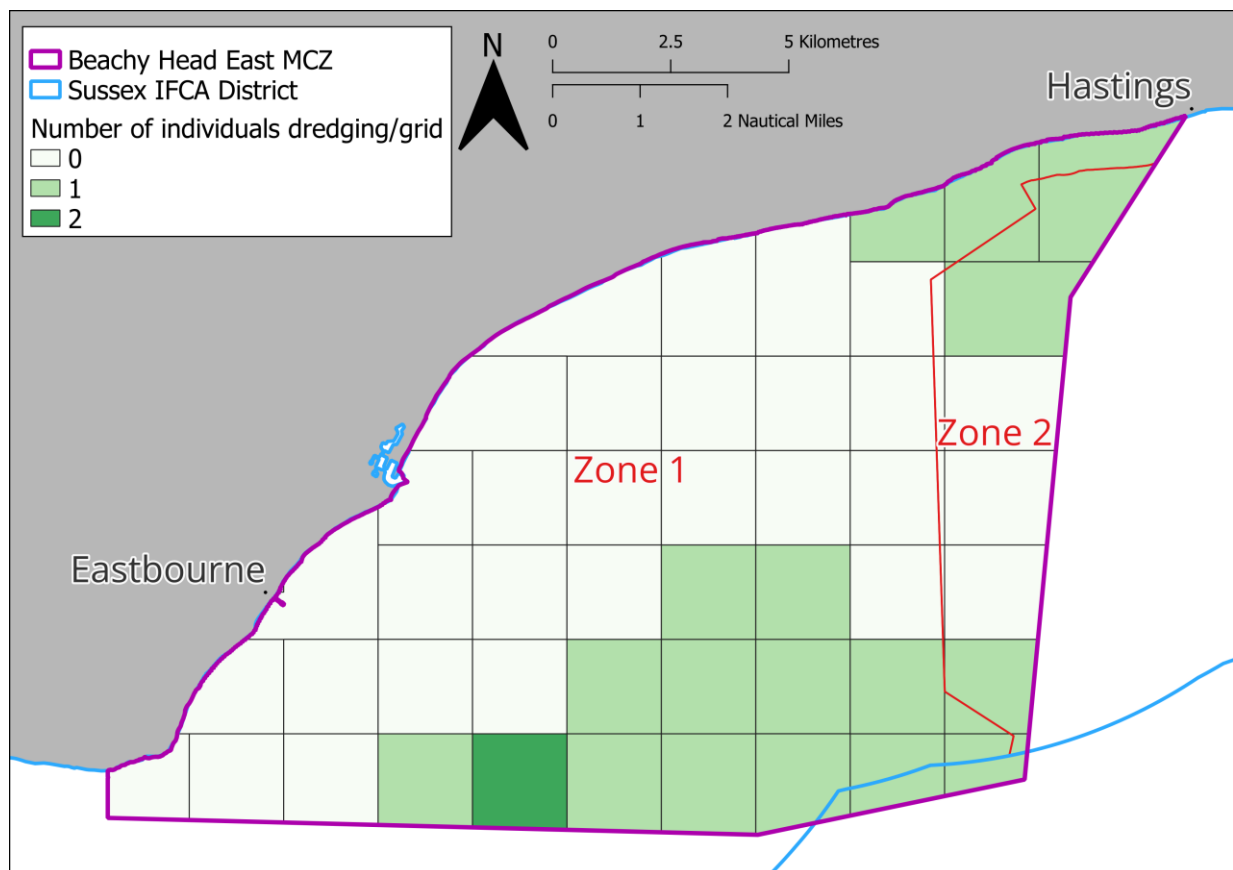 Beachy Head East MCZ
Sussex IFCA District
Number of individuals dredging/grid
0
1
2
N
0 2.5 5 Kilometres
0 1 2 Nautical Miles
Hastings
Zone 2
Zone 1
Eastbourne